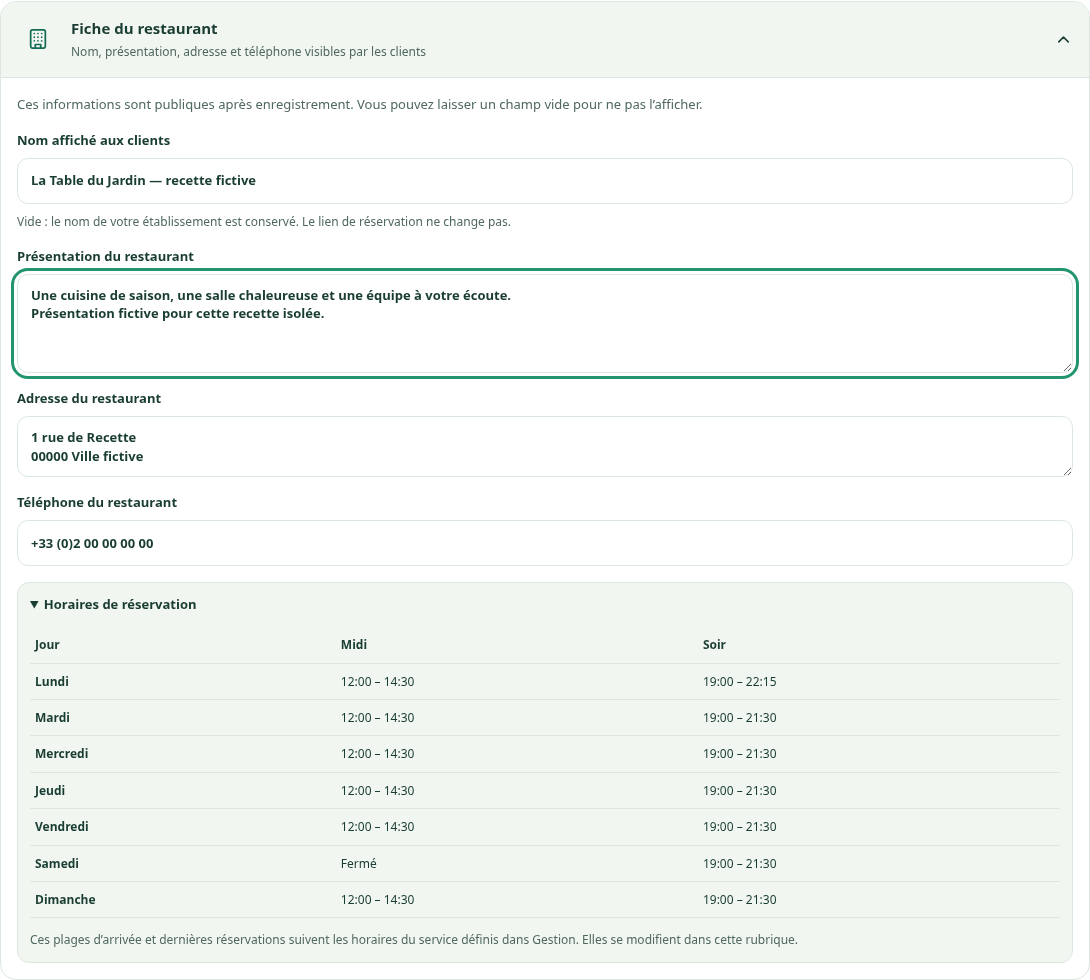 Fiche du restaurant
Nom, présentation, adresse et téléphone visibles par les clients
Ces informations sont publiques après enregistrement. Vous pouvez laisser un champ vide pour ne pas l’afficher.
Nom affiché aux clients
La Table du Jardin — recette fictive
Vide : le nom de votre établissement est conservé. Le lien de réservation ne change pas.
Présentation du restaurant
Une cuisine de saison, une salle chaleureuse et une équipe à votre écoute.
Présentation fictive pour cette recette isolée.
Adresse du restaurant
1 rue de Recette
00000 Ville fictive
Téléphone du restaurant
+33 (0)2 00 00 00 00
▼ Horaires de réservation
Jour Midi Soir
Lundi 12:00 – 14:30 19:00 – 22:15
Mardi 12:00 – 14:30 19:00 – 21:30
Mercredi 12:00 – 14:30 19:00 – 21:30
Jeudi 12:00 – 14:30 19:00 – 21:30
Vendredi 12:00 – 14:30 19:00 – 21:30
Samedi Fermé 19:00 – 21:30
Dimanche 12:00 – 14:30 19:00 – 21:30
Ces plages d’arrivée et dernières réservations suivent les horaires du service définis dans Gestion. Elles se modifient dans cette rubrique.